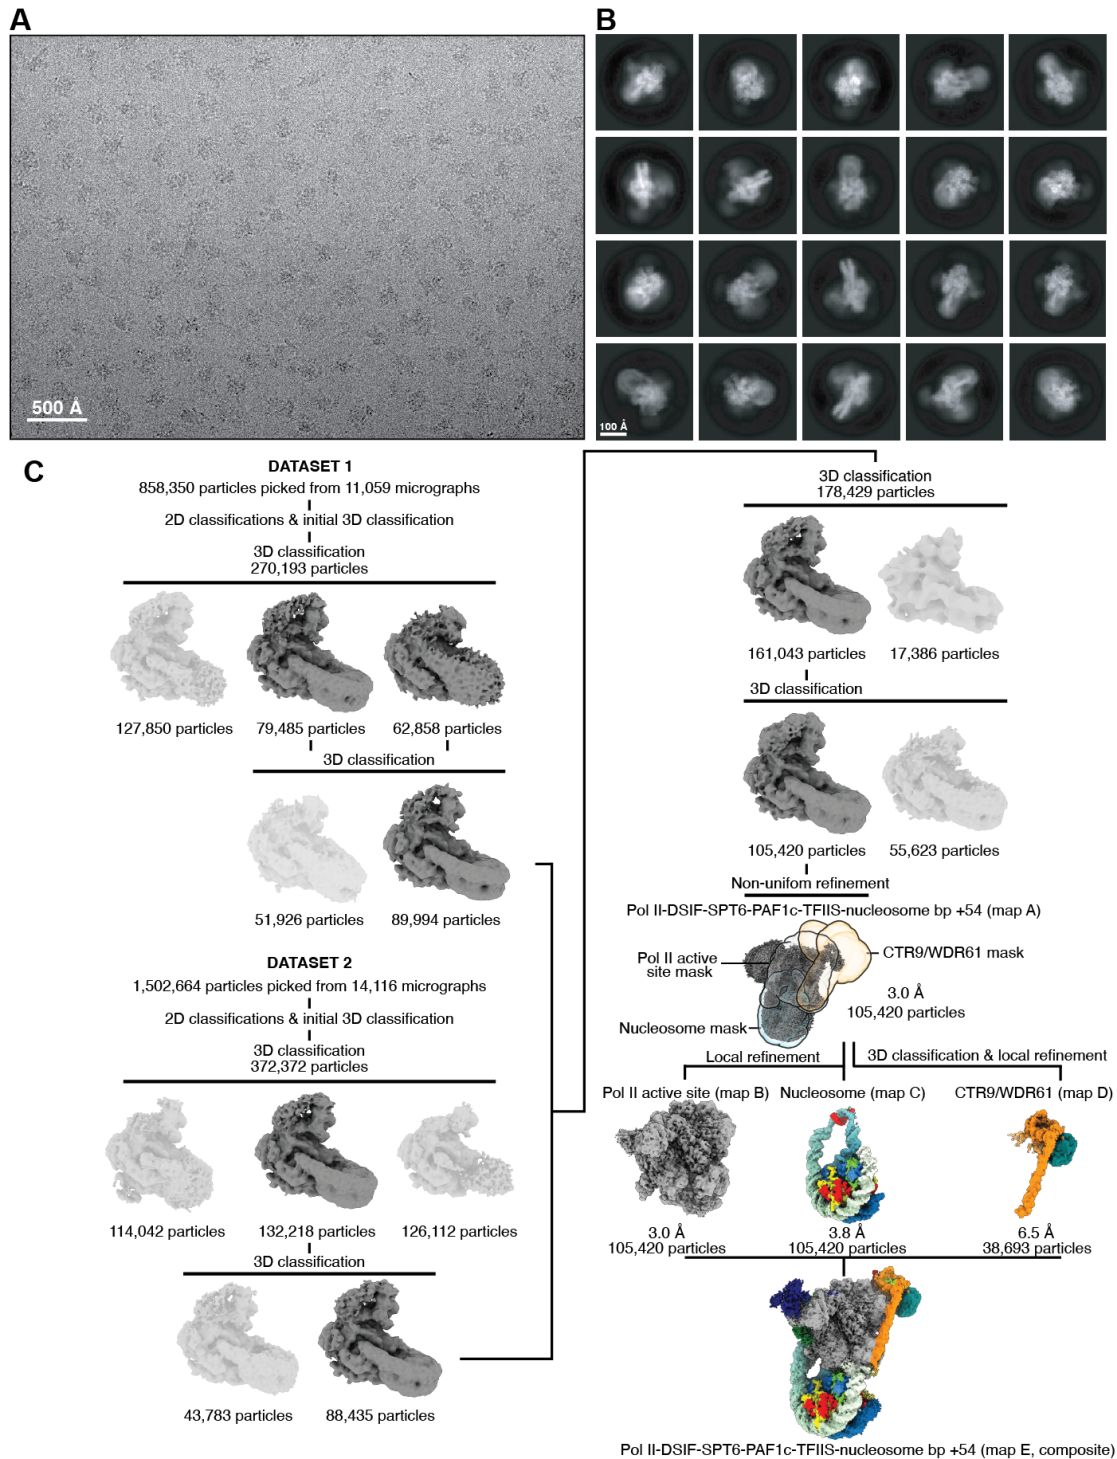 A
500 Å
B
100 Å
C
DATASET 1
858,350 particles picked from 11,059 micrographs
2D classifications & initial 3D classification
3D classification
270,193 particles
127,850 particles
79,485 particles
62,858 particles
3D classification
51,926 particles
89,994 particles
DATASET 2
1,502,664 particles picked from 14,116 micrographs
2D classifications & initial 3D classification
3D classification
372,372 particles
114,042 particles
132,218 particles
126,112 particles
3D classification
43,783 particles
88,435 particles
3D classification
178,429 particles
161,043 particles
17,386 particles
3D classification
105,420 particles
55,623 particles
Non-unifom refinement
Pol II-DSIF-SPT6-PAF1c-TFIIS-nucleosome bp +54 (map A)
Pol II active
site mask
CTR9/WDR61 mask
3.0 Å
105,420 particles
Nucleosome mask
Local refinement
3D classification & local refinement
Pol II active site (map B)
Nucleosome (map C)
CTR9/WDR61 (map D)
3.0 Å
105,420 particles
3.8 Å
105,420 particles
6.5 Å
38,693 particles
Pol II-DSIF-SPT6-PAF1c-TFIIS-nucleosome bp +54 (map E, composite)